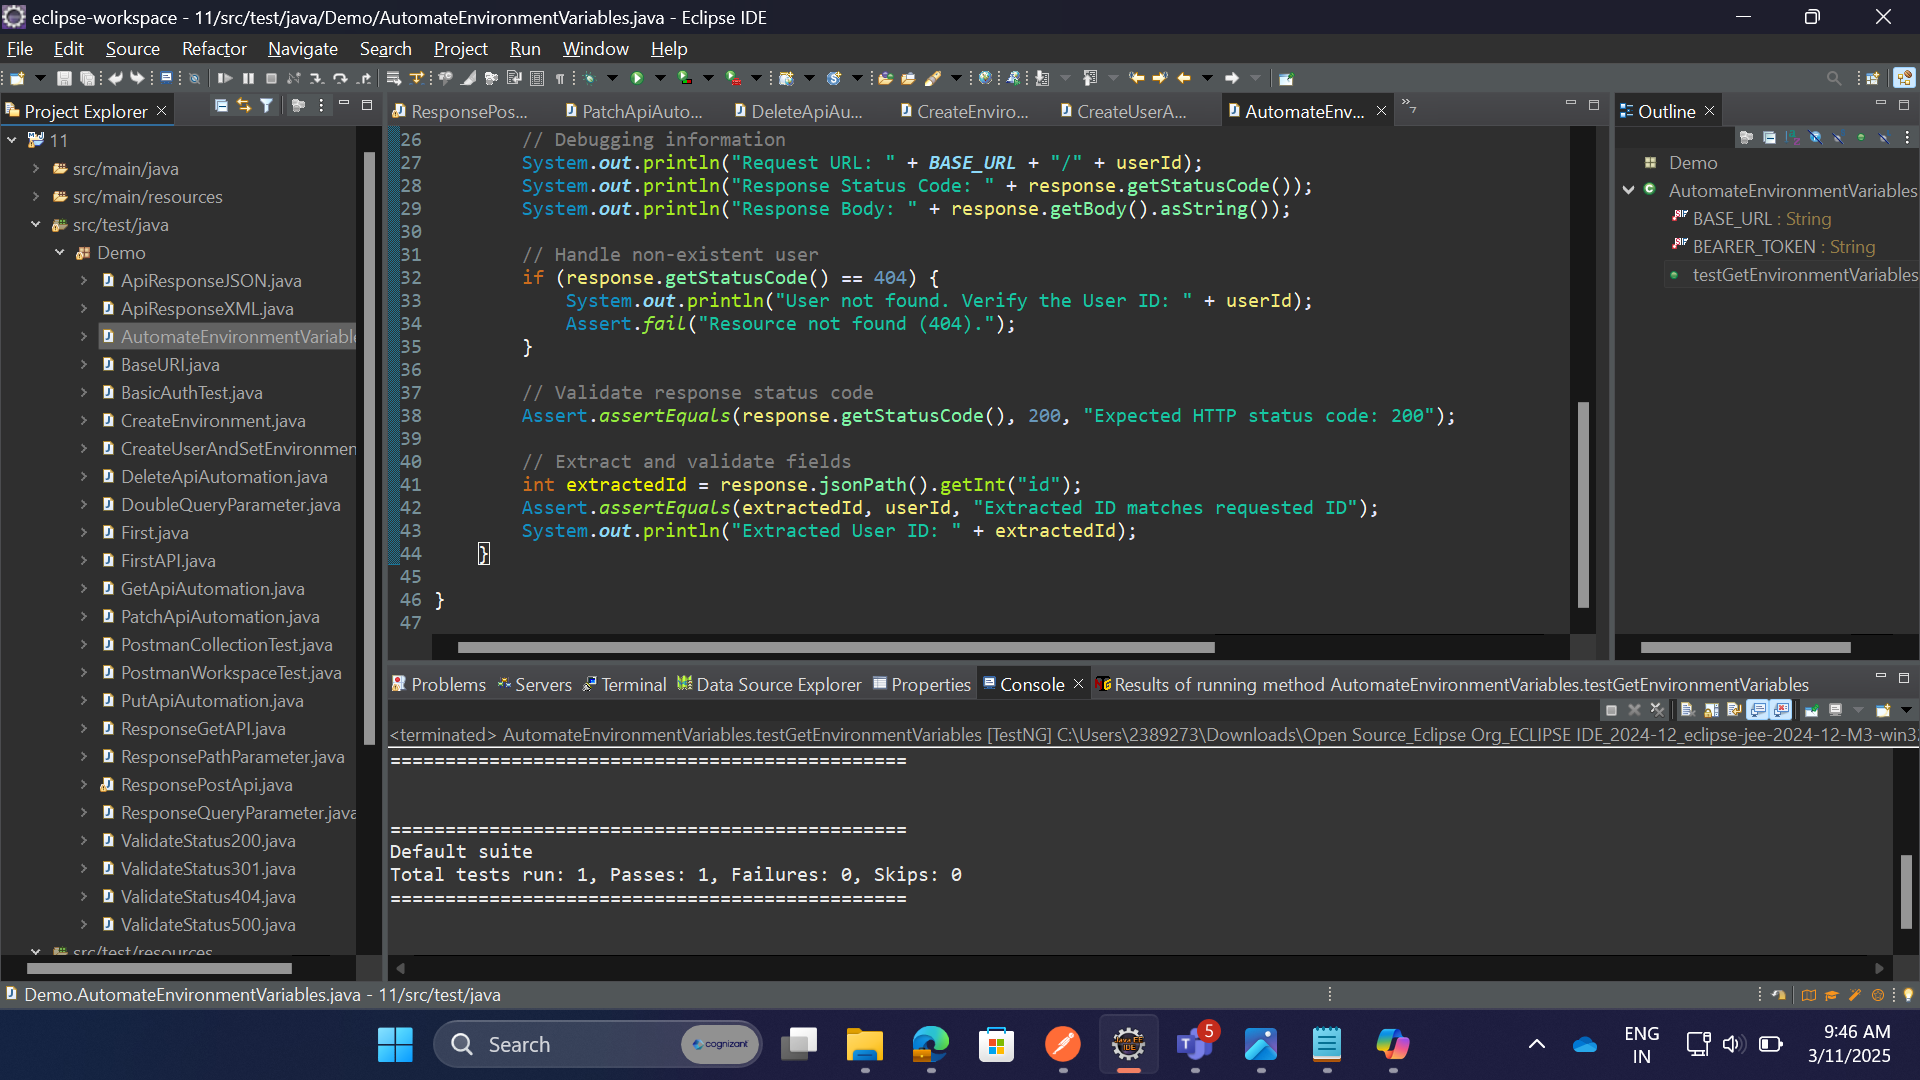 eclipse-workspace - 11/src/test/java/Demo/AutomateEnvironmentVariables.java - Eclipse IDE
File Edit Source Refactor Navigate Search Project Run Window Help
Project Explorer
11
src/main/java
src/main/resources
src/test/java
Demo
ApiResponseJSON.java
ApiResponseXML.java
AutomateEnvironmentVariabl
BaseURI.java
BasicAuthTest.java
CreateEnvironment.java
CreateUserAndSetEnvironmen
DeleteApiAutomation.java
DoubleQueryParameter.java
First.java
FirstAPI.java
GetApiAutomation.java
PatchApiAutomation.java
PostmanCollectionTest.java
PostmanWorkspaceTest.java
PutApiAutomation.java
ResponseGetAPI.java
ResponsePathParameter.java
ResponsePostApi.java
ResponseQueryParameter.java
ValidateStatus200.java
ValidateStatus301.java
ValidateStatus404.java
ValidateStatus500.java
src/test/resources
ResponsePos... PatchApiAuto... DeleteApiAu... CreateEnviro... CreateUserA... AutomateEnv... »7
26 // Debugging information
27 System.out.println("Request URL: " + BASE_URL + "/" + userId);
28 System.out.println("Response Status Code: " + response.getStatusCode());
29 System.out.println("Response Body: " + response.getBody().asString());
30
31 // Handle non-existent user
32 if (response.getStatusCode() == 404) {
33 System.out.println("User not found. Verify the User ID: " + userId);
34 Assert.fail("Resource not found (404).");
35 }
36
37 // Validate response status code
38 Assert.assertEquals(response.getStatusCode(), 200, "Expected HTTP status code: 200");
39
40 // Extract and validate fields
41 int extractedId = response.jsonPath().getInt("id");
42 Assert.assertEquals(extractedId, userId, "Extracted ID matches requested ID");
43 System.out.println("Extracted User ID: " + extractedId);
44 }
45
46 }
47
Outline
Demo
AutomateEnvironmentVariables
BASE_URL : String
BEARER_TOKEN : String
testGetEnvironmentVariables
Problems Servers Terminal Data Source Explorer Properties Console Results of running method AutomateEnvironmentVariables.testGetEnvironmentVariables
<terminated> AutomateEnvironmentVariables.testGetEnvironmentVariables [TestNG] C:\Users\2389273\Downloads\Open Source_Eclipse Org_ECLIPSE IDE_2024-12_eclipse-jee-2024-12-M3-win3
===============================================
===============================================
Default suite
Total tests run: 1, Passes: 1, Failures: 0, Skips: 0
===============================================
Demo.AutomateEnvironmentVariables.java - 11/src/test/java
Search
cognizant
Java EE
IDE
5
ENG
IN
9:46 AM
3/11/2025